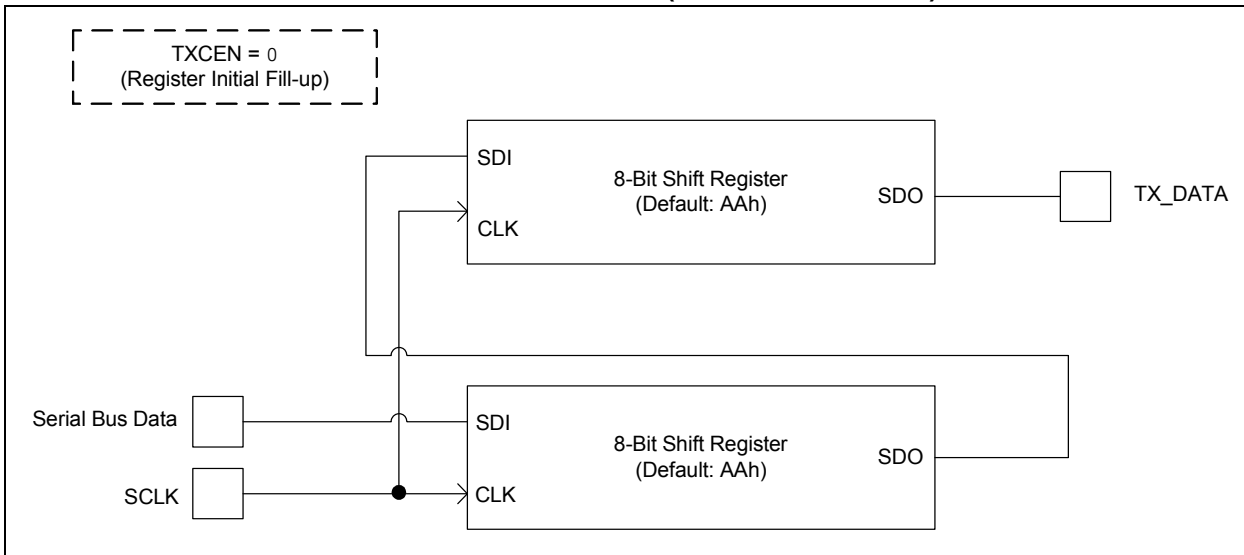 TXCEN = 0
(Register Initial Fill-up)
SDI
8-Bit Shift Register
(Default: AAh)
SDO
CLK
TX_DATA
Serial Bus Data
SCLK
SDI
8-Bit Shift Register
(Default: AAh)
SDO
CLK